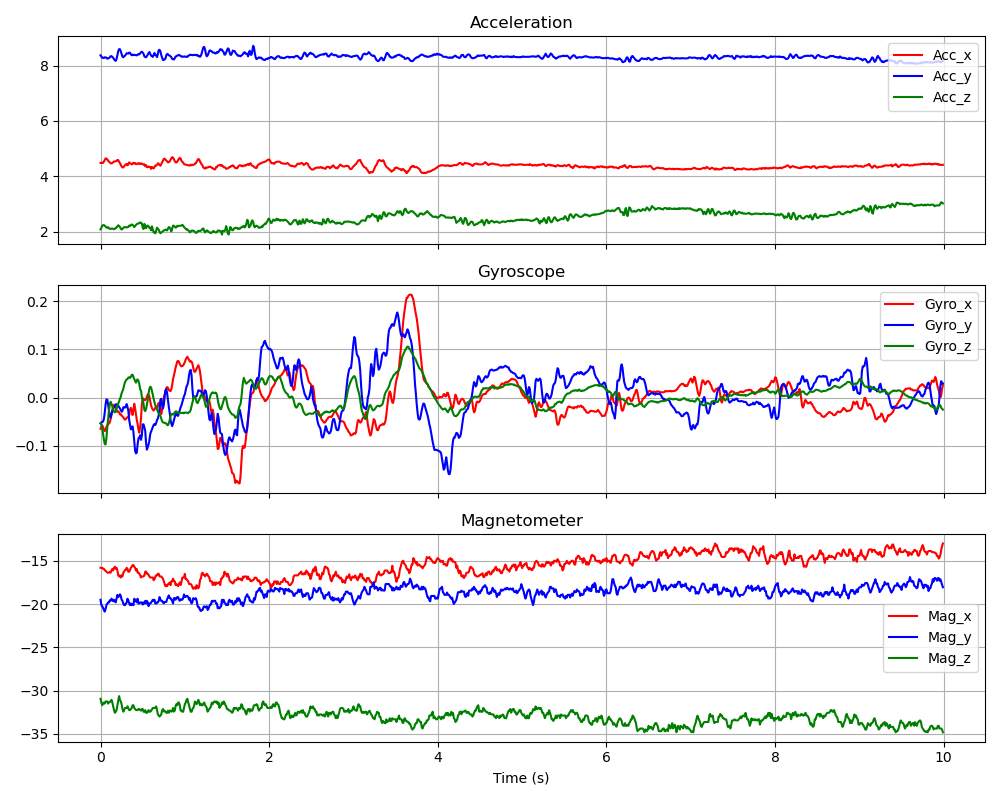 Acceleration
8
6
4
2
Acc_x
Acc_y
Acc_z
Gyroscope
0.2
0.1
0.0
−0.1
Gyro_x
Gyro_y
Gyro_z
Magnetometer
−15
−20
−25
−30
−35
Mag_x
Mag_y
Mag_z
0 2 4 6 8 10
Time (s)